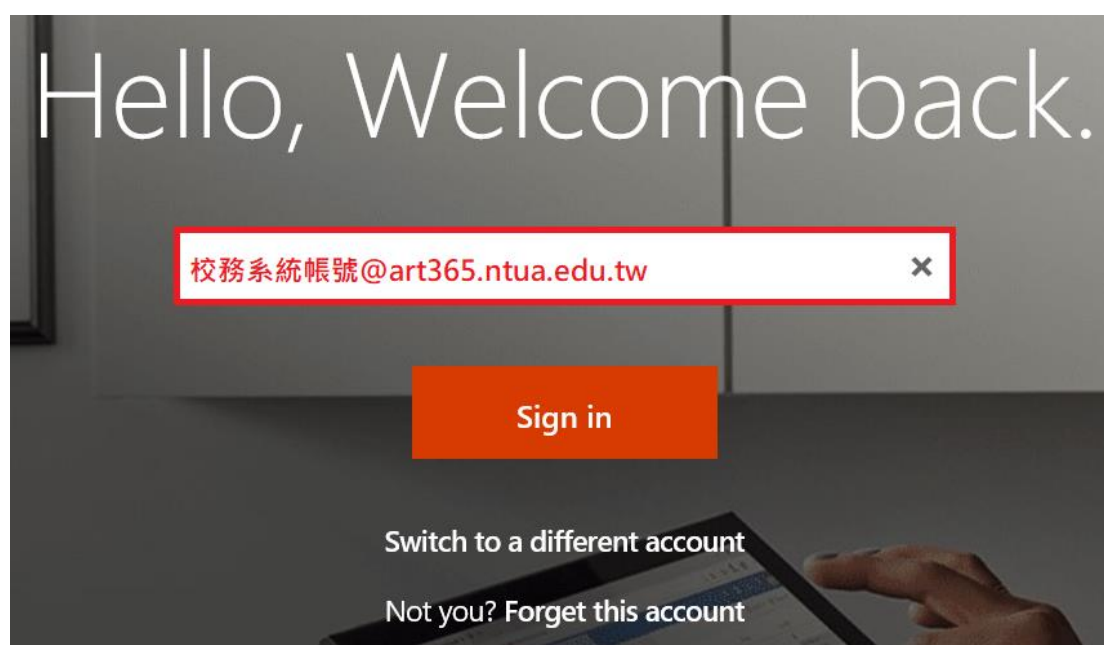 Hello, Welcome back.
校務系統帳號@art365.ntua.edu.tw
Sign in
Switch to a different account
Not you? Forget this account